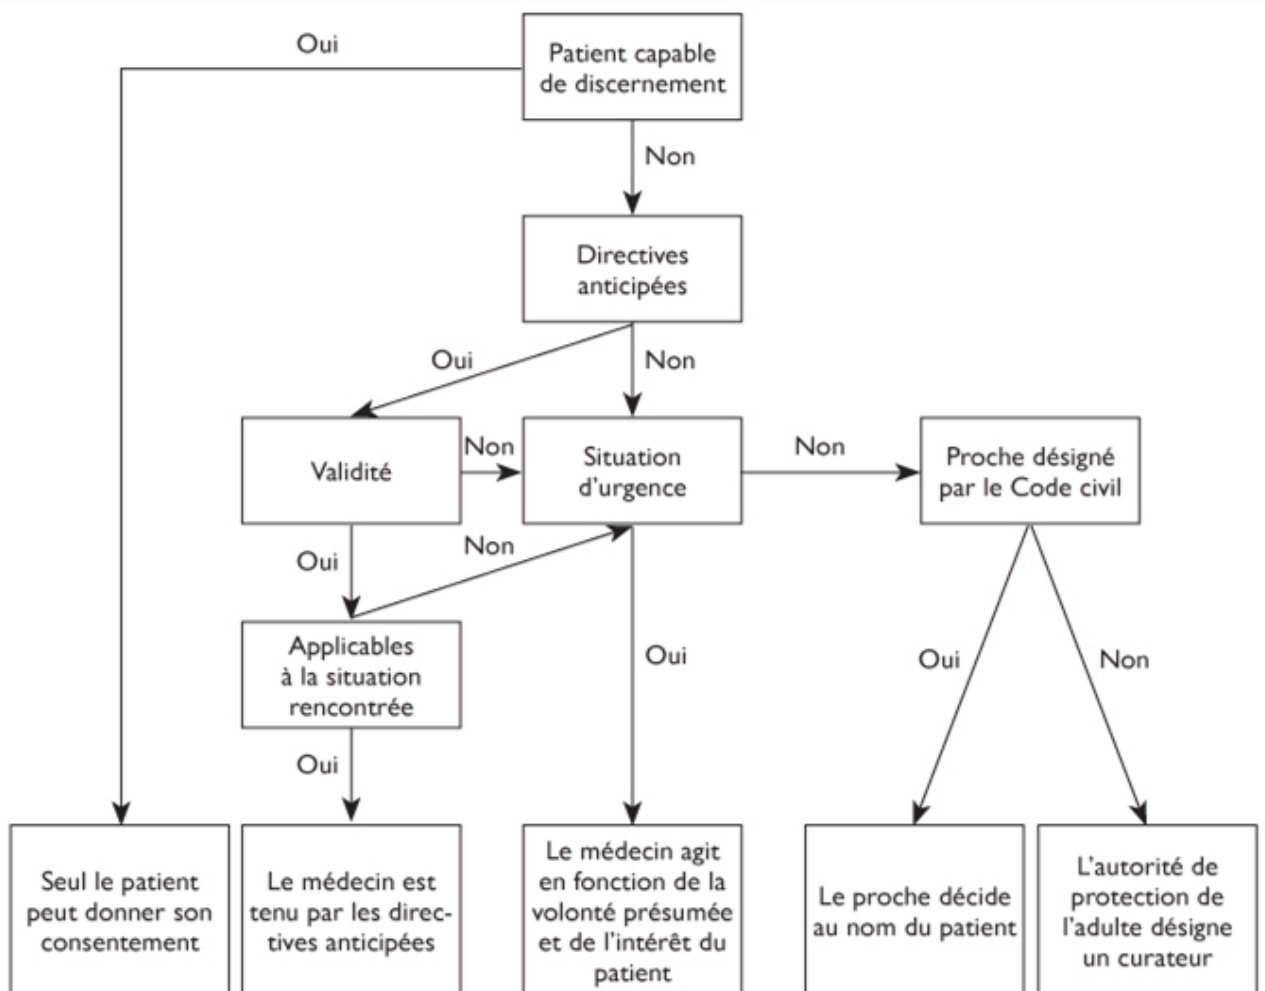 Oui
Patient capable
de discernement
Non
Directives
anticipées
Oui
Non
Validité
Non
Situation
d'urgence
Non
Proche désigné
par le Code civil
Oui
Non
Applicables
à la situation
rencontrée
Oui
Oui
Oui
Non
Seul le patient
peut donner son
consentement
Le médecin est
tenu par les direc-
tives anticipées
Le médecin agit
en fonction de la
volonté présumée
et de l'intérêt du
patient
Le proche décide
au nom du patient
L'autorité de
protection de
l'adulte désigne
un curateur